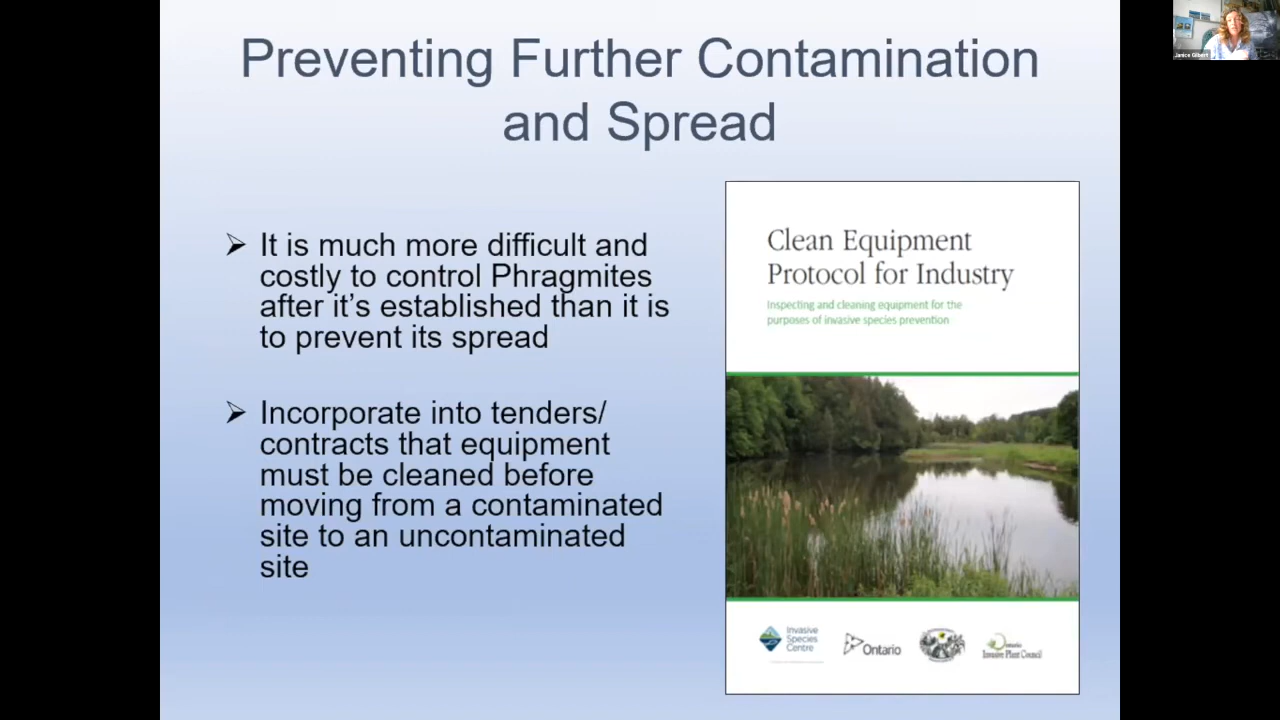 Preventing Further Contamination
and Spread
It is much more difficult and
costly to control Phragmites
after it's established than it is
to prevent its spread
Incorporate into tenders/
contracts that equipment
must be cleaned before
moving from a contaminated
site to an uncontaminated
site
Clean Equipment
Protocol for Industry
Inspecting and cleaning equipment for the
purposes of invasive species prevention
Invasive
Species
Centre
Ontario
Ontario
Invasive Plant Council
Janice Gilbert